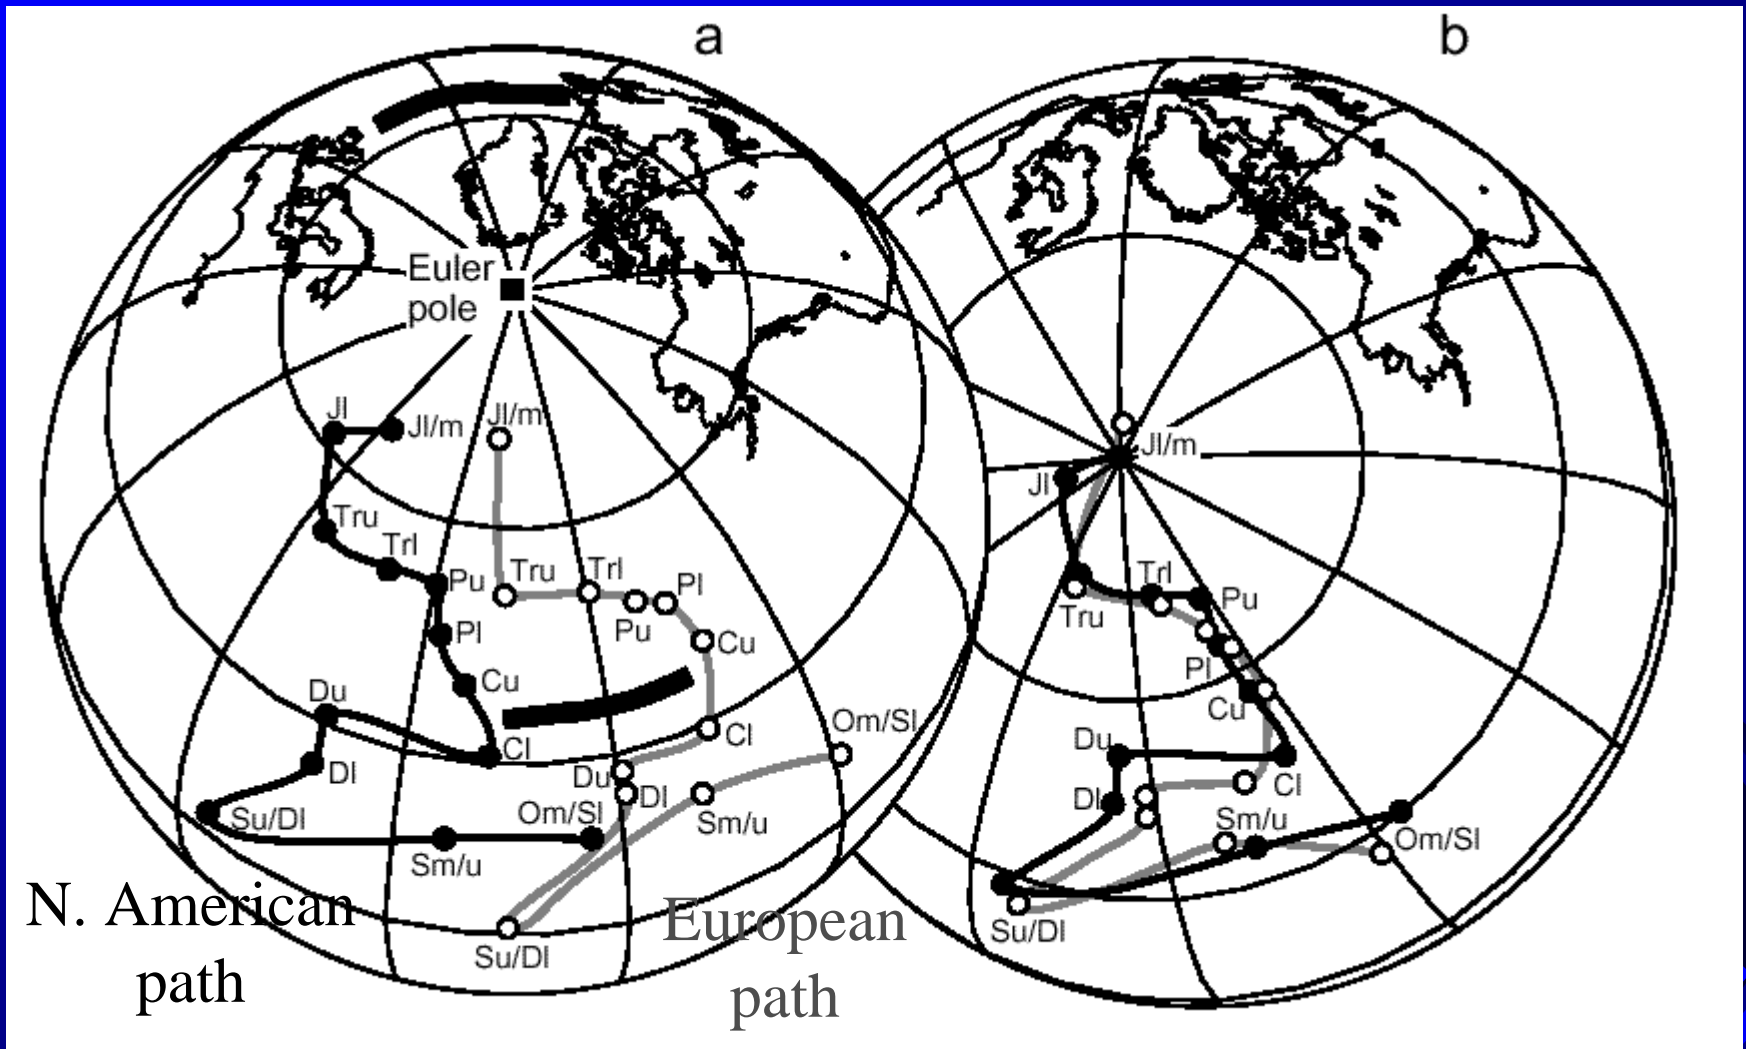 a
b
Euler
pole
Jl
Jl/m
Jl/m
Tru
Trl
Pu
Pl
Cu
Cl
Du
Dl
Su/Dl
Sm/u
Om/Sl
Tru
Trl
Pu
Pl
Cu
Cl
Du
Dl
Om/Sl
Sm/u
Su/Dl
N. American
path
European
path
Jl/m
Jl
Tru
Trl
Pu
Pl
Cu
Cl
Du
Dl
Sm/u
Om/Sl
Su/Dl